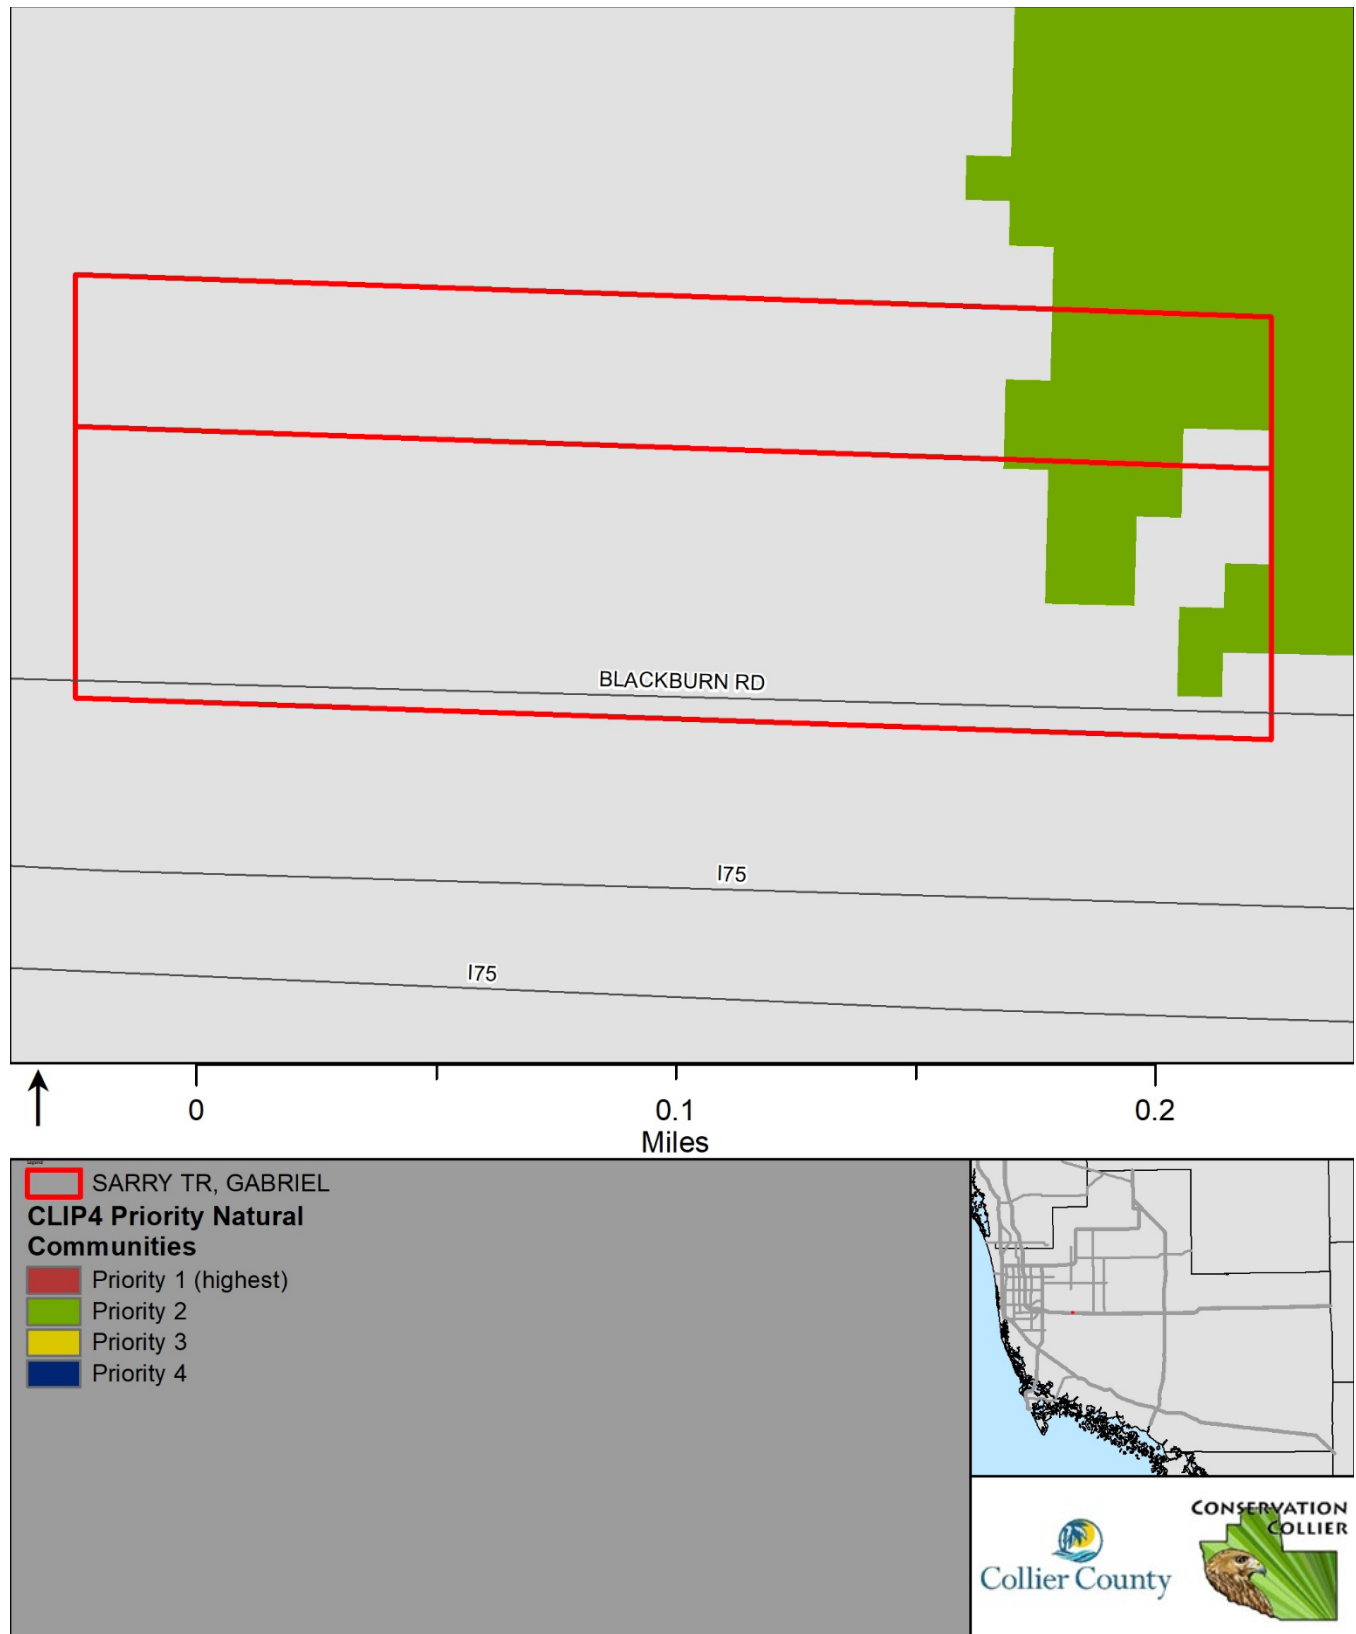 BLACKBURN RD
I75
I75
0 0.1 0.2
Miles
SARRY TR, GABRIEL
CLIP4 Priority Natural
Communities
Priority 1 (highest)
Priority 2
Priority 3
Priority 4
Collier County
CONSERVATION
COLLIER